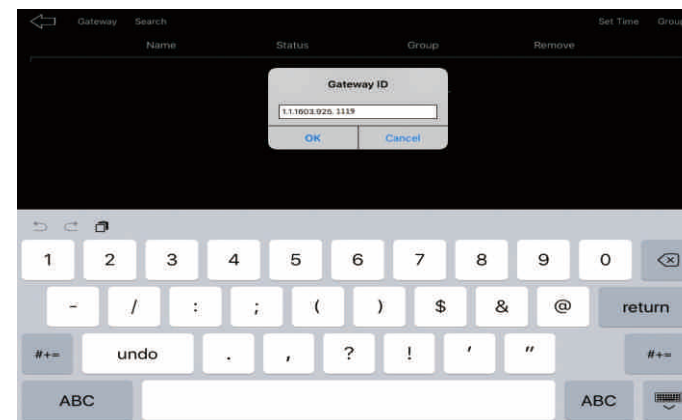 Gateway Search Set Time Group
Name Status Group Remove
Gateway ID
1.1.1603.926.1119
OK Cancel
1 2 3 4 5 6 7 8 9 0
- / : ; ( ) $ & @ return
#+= undo . , ? ! ' " #+=
ABC ABC